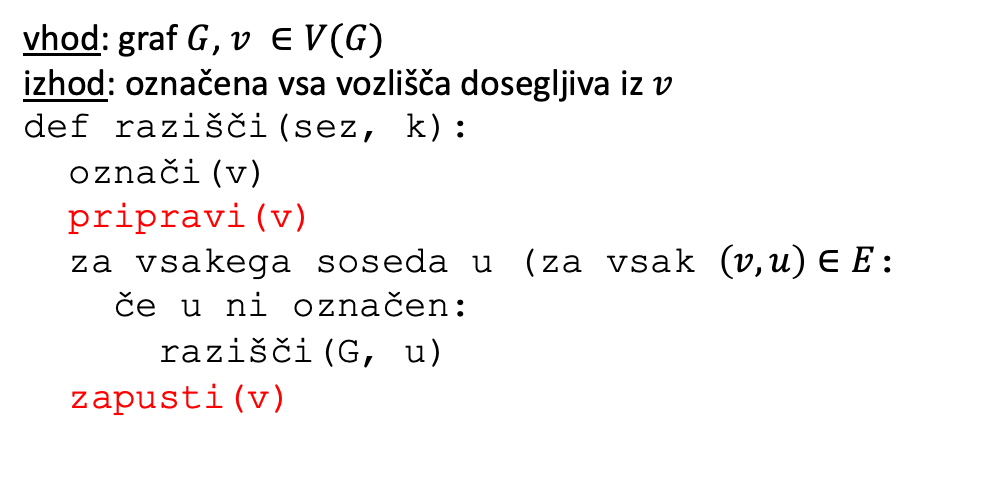 vhod: graf G, v ∈ V(G)
izhod: označena vsa vozlišča dosegljiva iz v
def razišči(sez, k):
označi(v)
pripravi(v)
za vsakega soseda u (za vsak (v,u) ∈ E:
če u ni označen:
razišči(G, u)
zapusti(v)